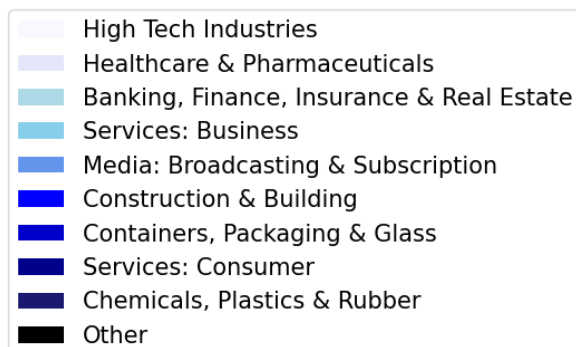 High Tech Industries
Healthcare & Pharmaceuticals
Banking, Finance, Insurance & Real Estate
Services: Business
Media: Broadcasting & Subscription
Construction & Building
Containers, Packaging & Glass
Services: Consumer
Chemicals, Plastics & Rubber
Other